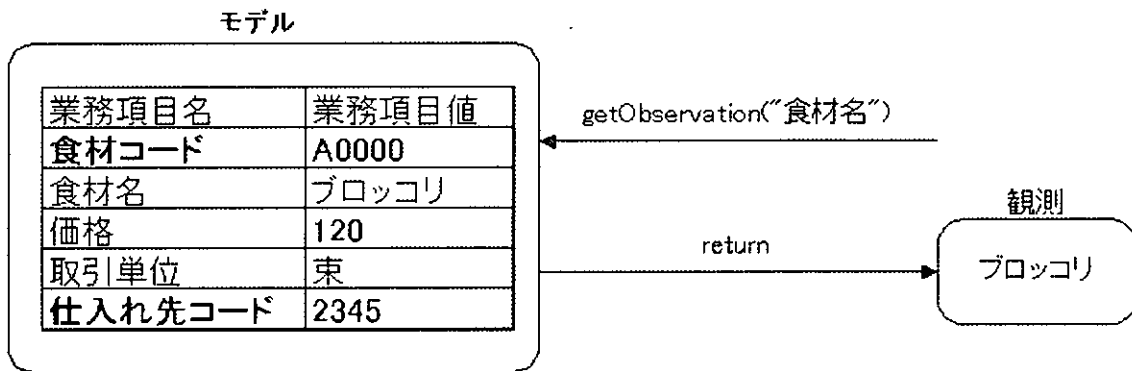 モデル
業務項目名 業務項目値
食材コード A0000
食材名 ブロッコリ
価格 120
取引単位 束
仕入れ先コード 2345
getObservation("食材名")
return
観測
ブロッコリ